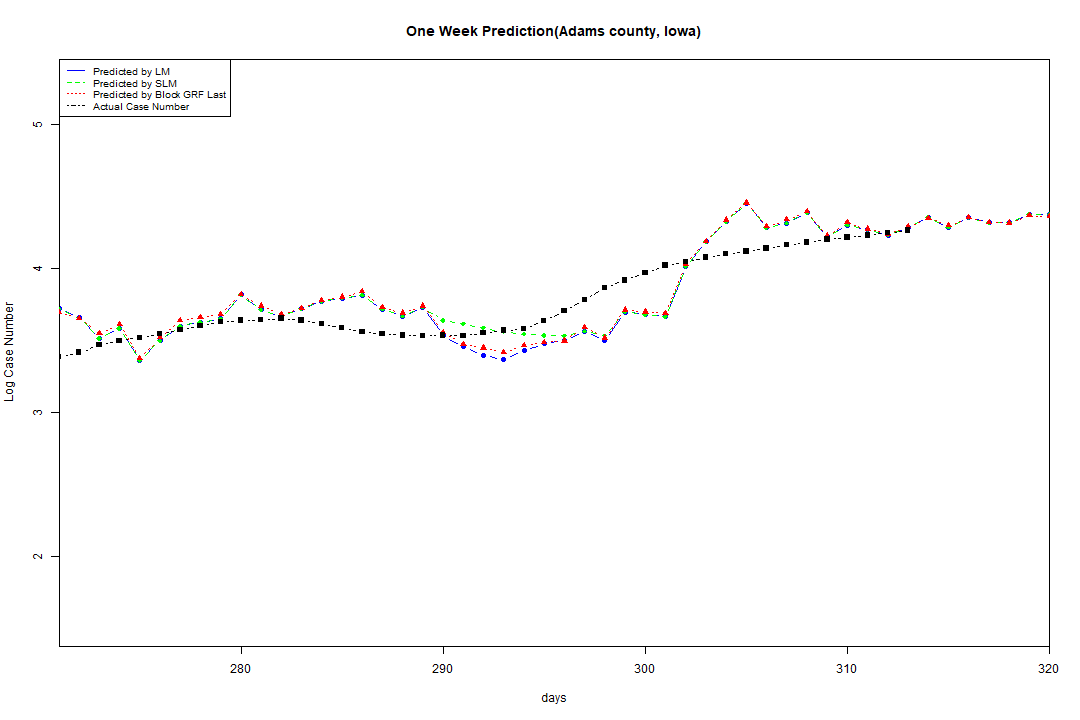 One Week Prediction(Adams county, Iowa)
Predicted by LM
Predicted by SLM
Predicted by Block GRF Last
Actual Case Number
5
4
3
2
Log Case Number
280 290 300 310 320
days